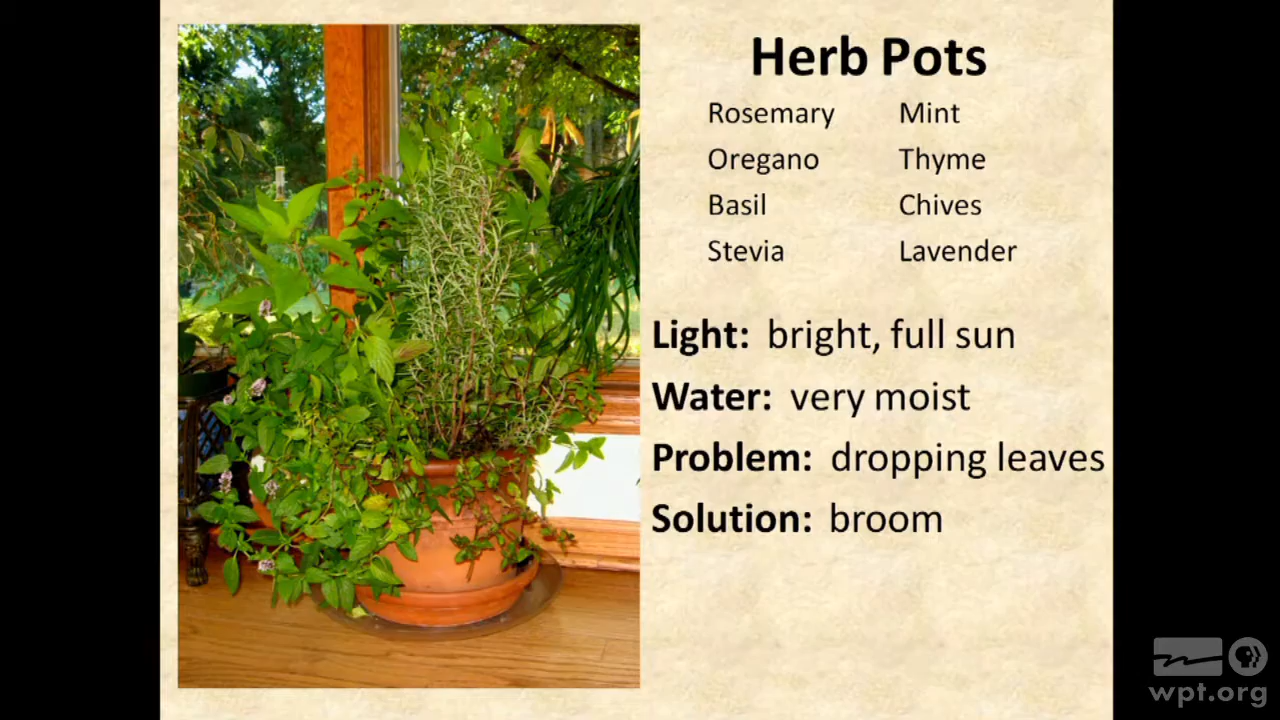 Herb Pots
Rosemary Mint
Oregano Thyme
Basil Chives
Stevia Lavender
Light: bright, full sun
Water: very moist
Problem: dropping leaves
Solution: broom
wpt.org